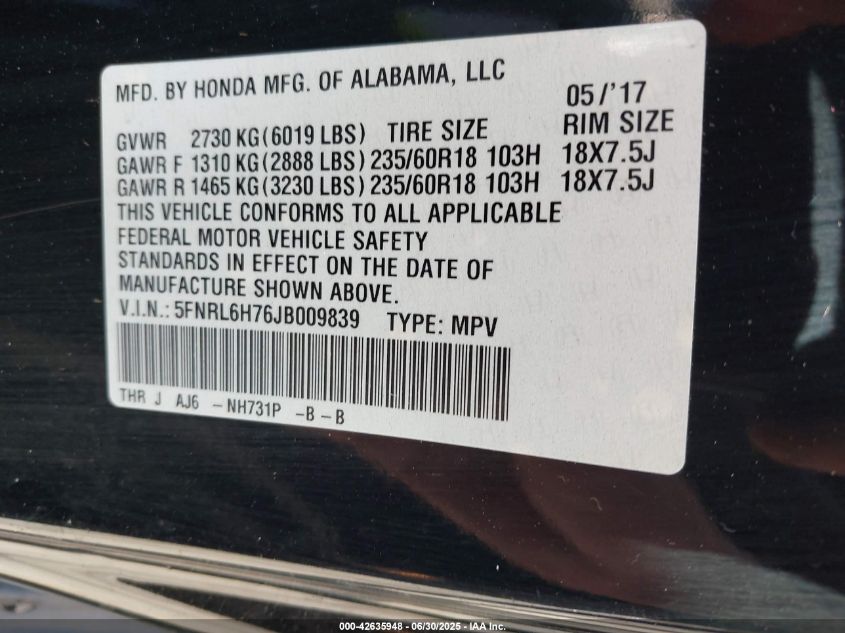 MFD. BY HONDA MFG. OF ALABAMA, LLC
05/'17
GVWR 2730 KG(6019 LBS) TIRE SIZE RIM SIZE
GAWR F 1310 KG(2888 LBS) 235/60R18 103H 18X7.5J
GAWR R 1465 KG(3230 LBS) 235/60R18 103H 18X7.5J
THIS VEHICLE CONFORMS TO ALL APPLICABLE
FEDERAL MOTOR VEHICLE SAFETY
STANDARDS IN EFFECT ON THE DATE OF
MANUFACTURE SHOWN ABOVE.
V.I.N.: 5FNRL6H76JB009839 TYPE: MPV
THR J AJ6 -NH731P -B-B
000-42635948 - 06/30/2025 - IAA Inc.